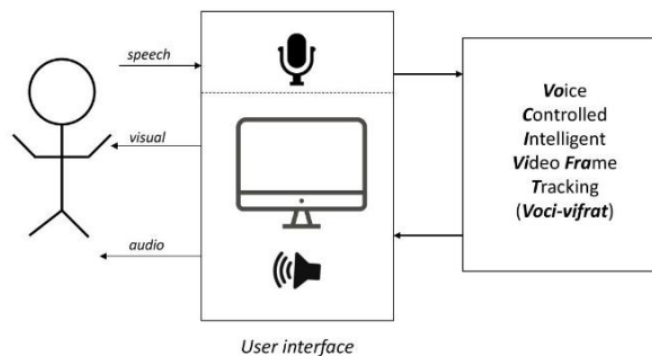 speech
visual
audio
Voice
Controlled
Intelligent
Video Frame
Tracking
(Voci-vifrat)
User interface